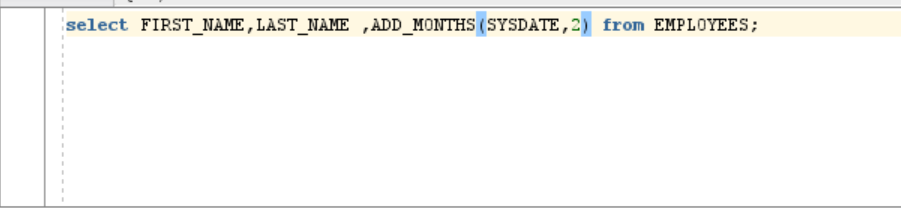 select FIRST_NAME,LAST_NAME ,ADD_MONTHS(SYSDATE,2) from EMPLOYEES;